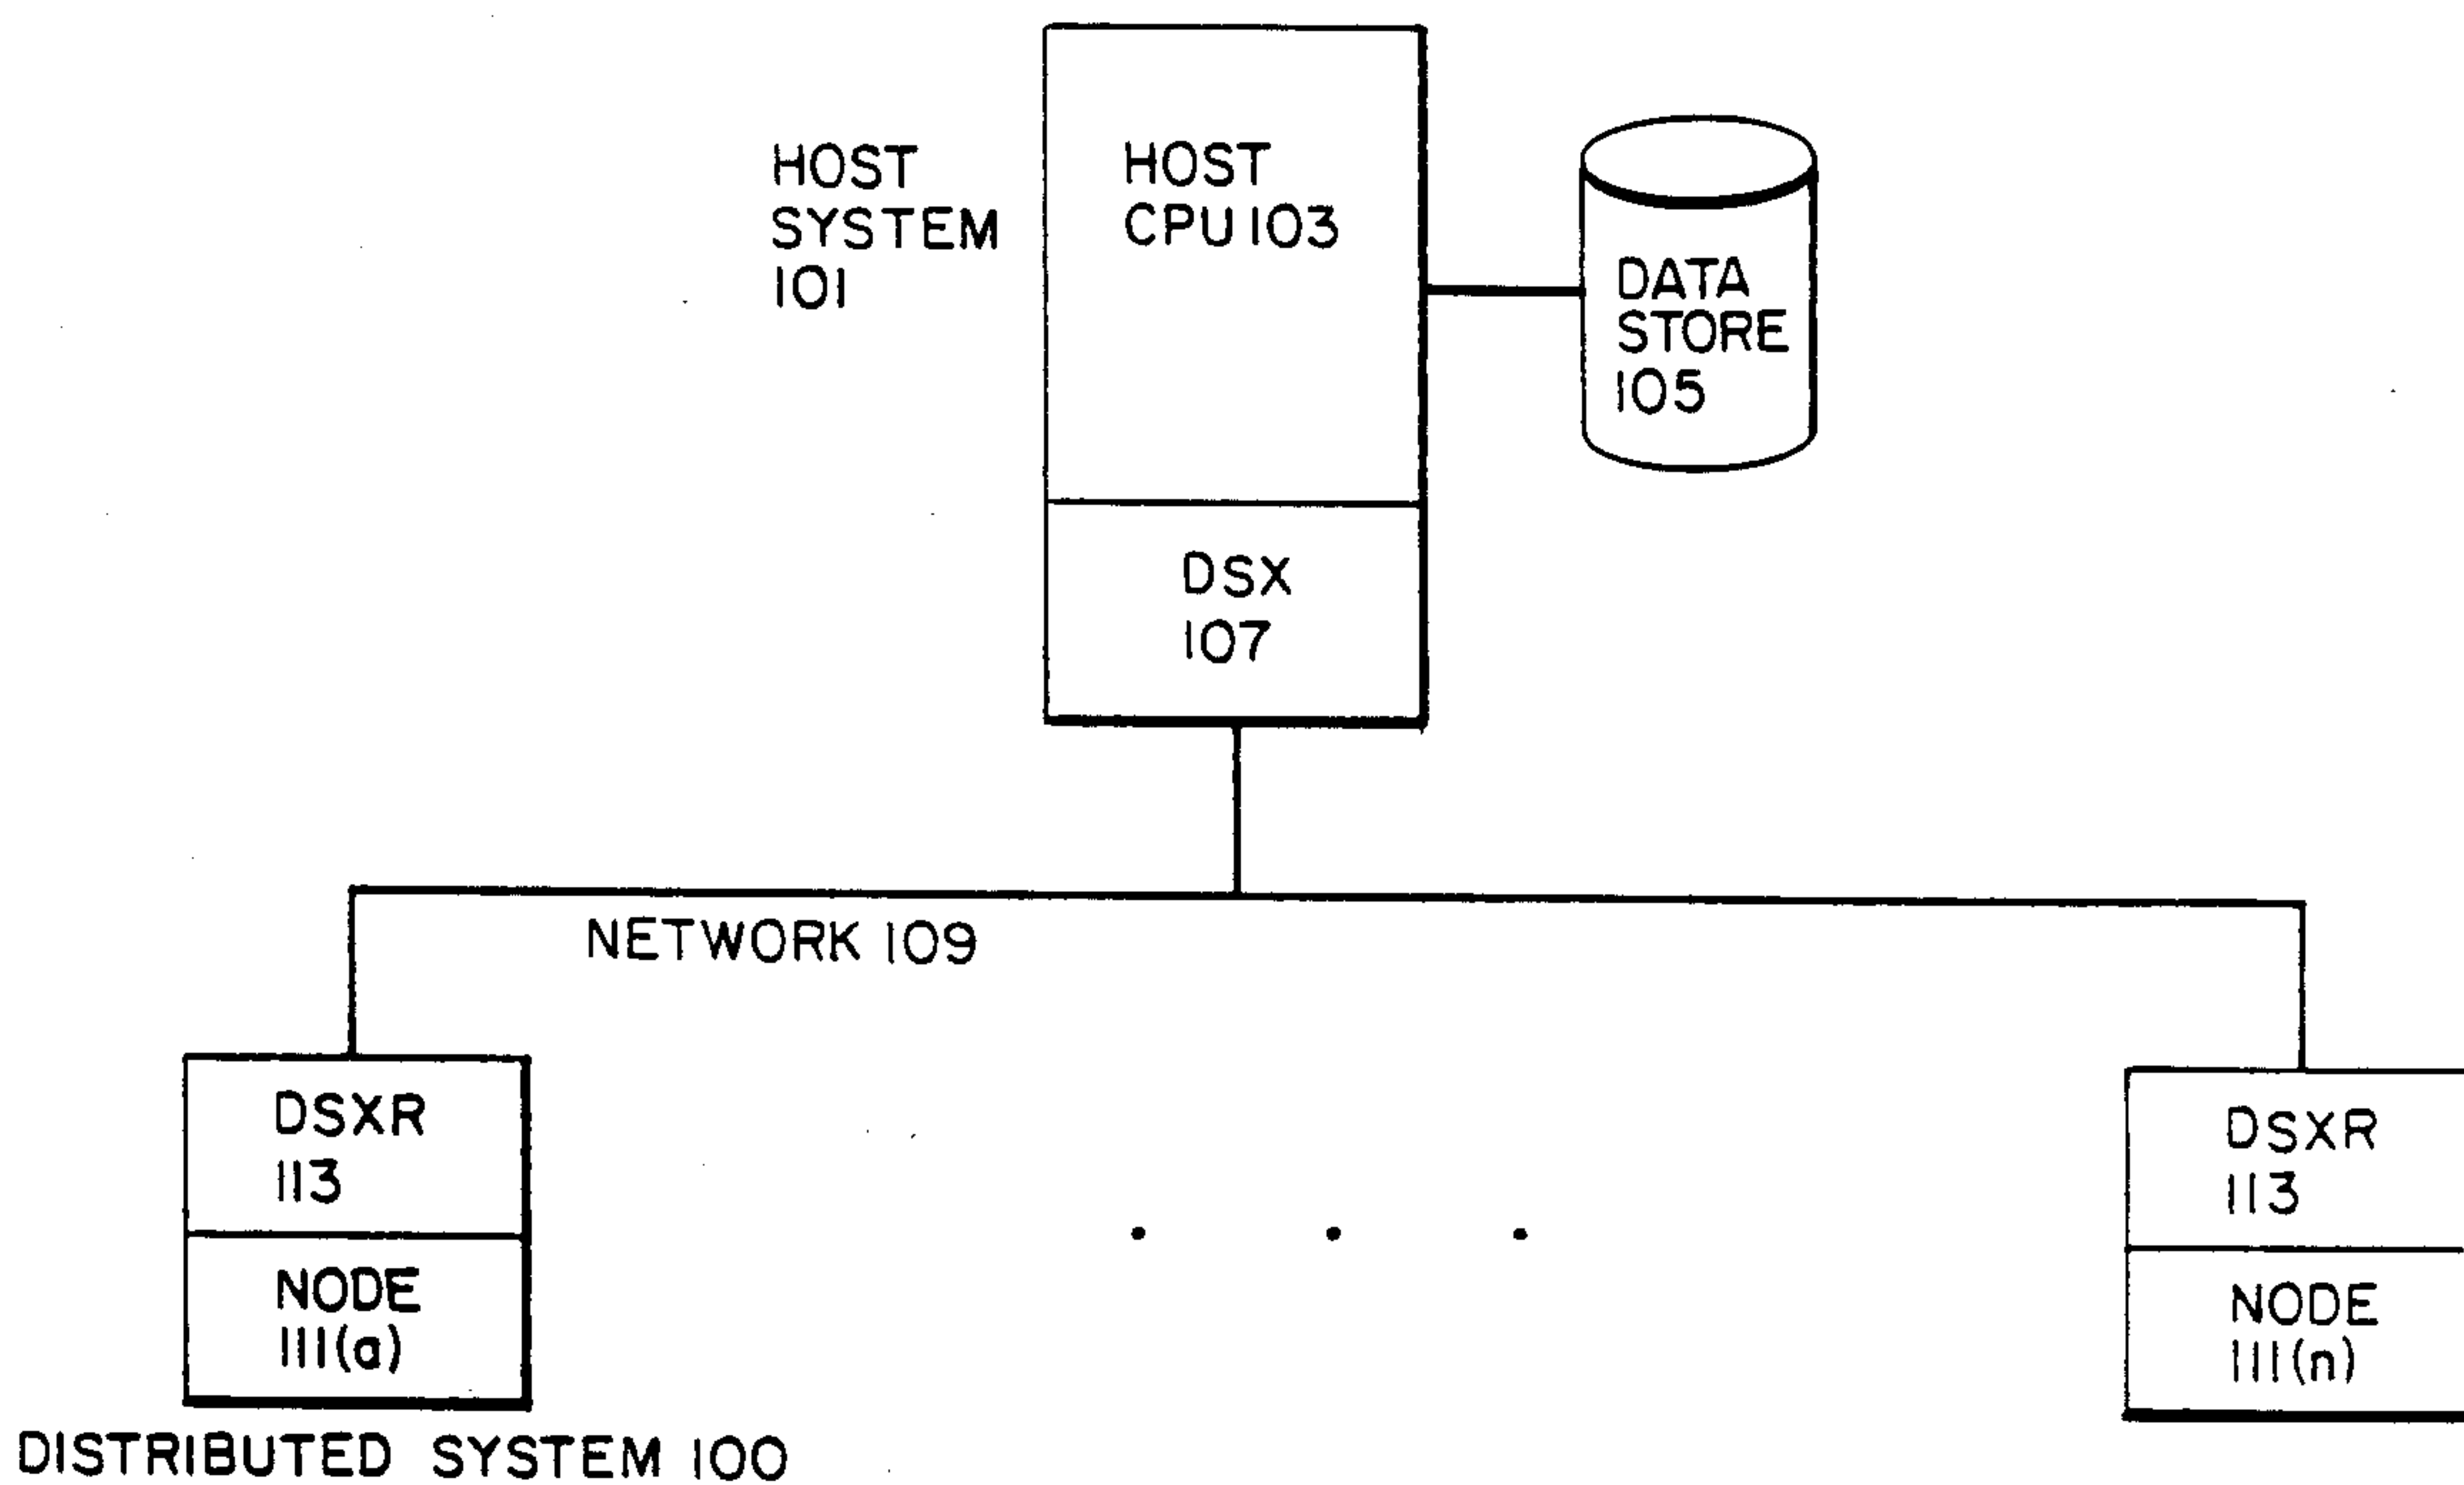 HOST
SYSTEM
101
HOST
CPU 103
DATA
STORE
105
DSX
107
NETWORK 109
DSXR
113
NODE
111(a)
DSXR
113
NODE
111(n)
DISTRIBUTED SYSTEM 100